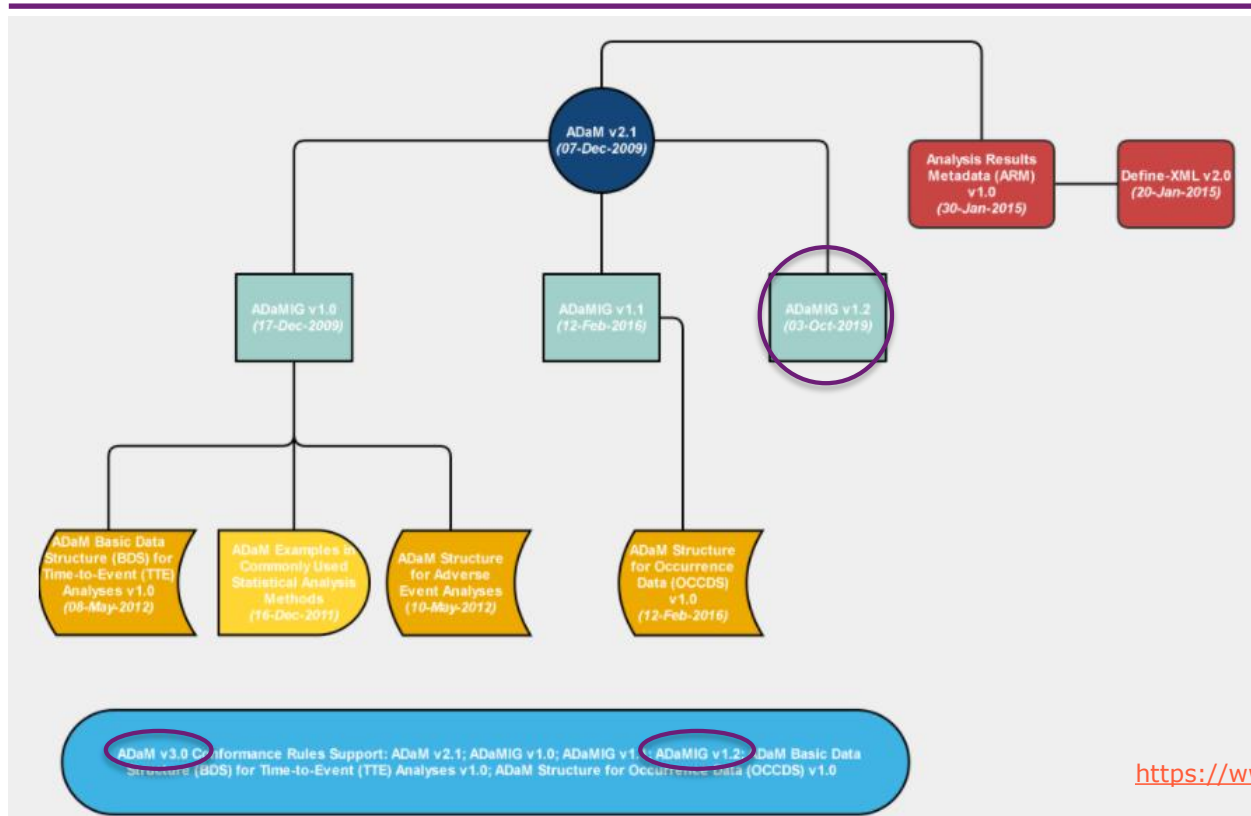 ADaM v2.1
(07-Dec-2009)
Analysis Results
Metadata (ARM)
v1.0
(30-Jan-2015)
Define-XML v2.0
(20-Jan-2015)
ADaMIG v1.0
(17-Dec-2009)
ADaMIG v1.1
(12-Feb-2016)
ADaMIG v1.2
(03-Oct-2019)
ADaM Basic Data
Structure (BDS) for
Time-to-Event (TTE)
Analyses v1.0
(08-May-2012)
ADaM Examples in
Commonly Used
Statistical Analysis
Methods
(16-Dec-2011)
ADaM Structure
for Adverse
Event Analyses
(10-May-2012)
ADaM Structure
for Occurrence
Data (OCCDS)
v1.0
(12-Feb-2016)
ADaM v3.0 Conformance Rules Support: ADaM v2.1; ADaMIG v1.0; ADaMIG v1.1; ADaMIG v1.2; ADaM Basic Data
Structure (BDS) for Time-to-Event (TTE) Analyses v1.0; ADaM Structure for Occurrence Data (OCCDS) v1.0
https://w